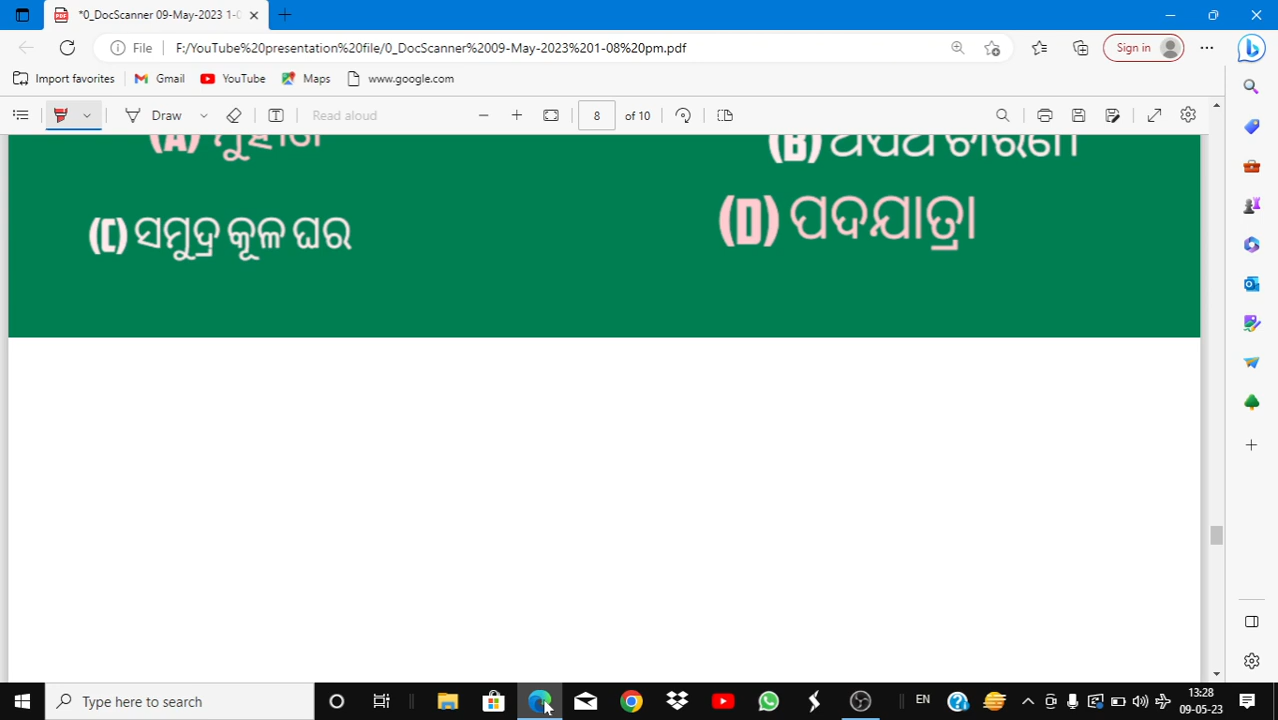 *0_DocScanner 09-May-2023 1-0
File F:/YouTube%20presentation%20file/0_DocScanner%2009-May-2023%201-08%20pm.pdf Sign in
Import favorites Gmail YouTube Maps www.google.com
Draw Read aloud 8 of 10
(A)
(B)
(C) ସମୁଦ୍ର କୂଳ ଘର
(D) ପଦଯାତ୍ରା
Type here to search
EN
13:28
09-05-23